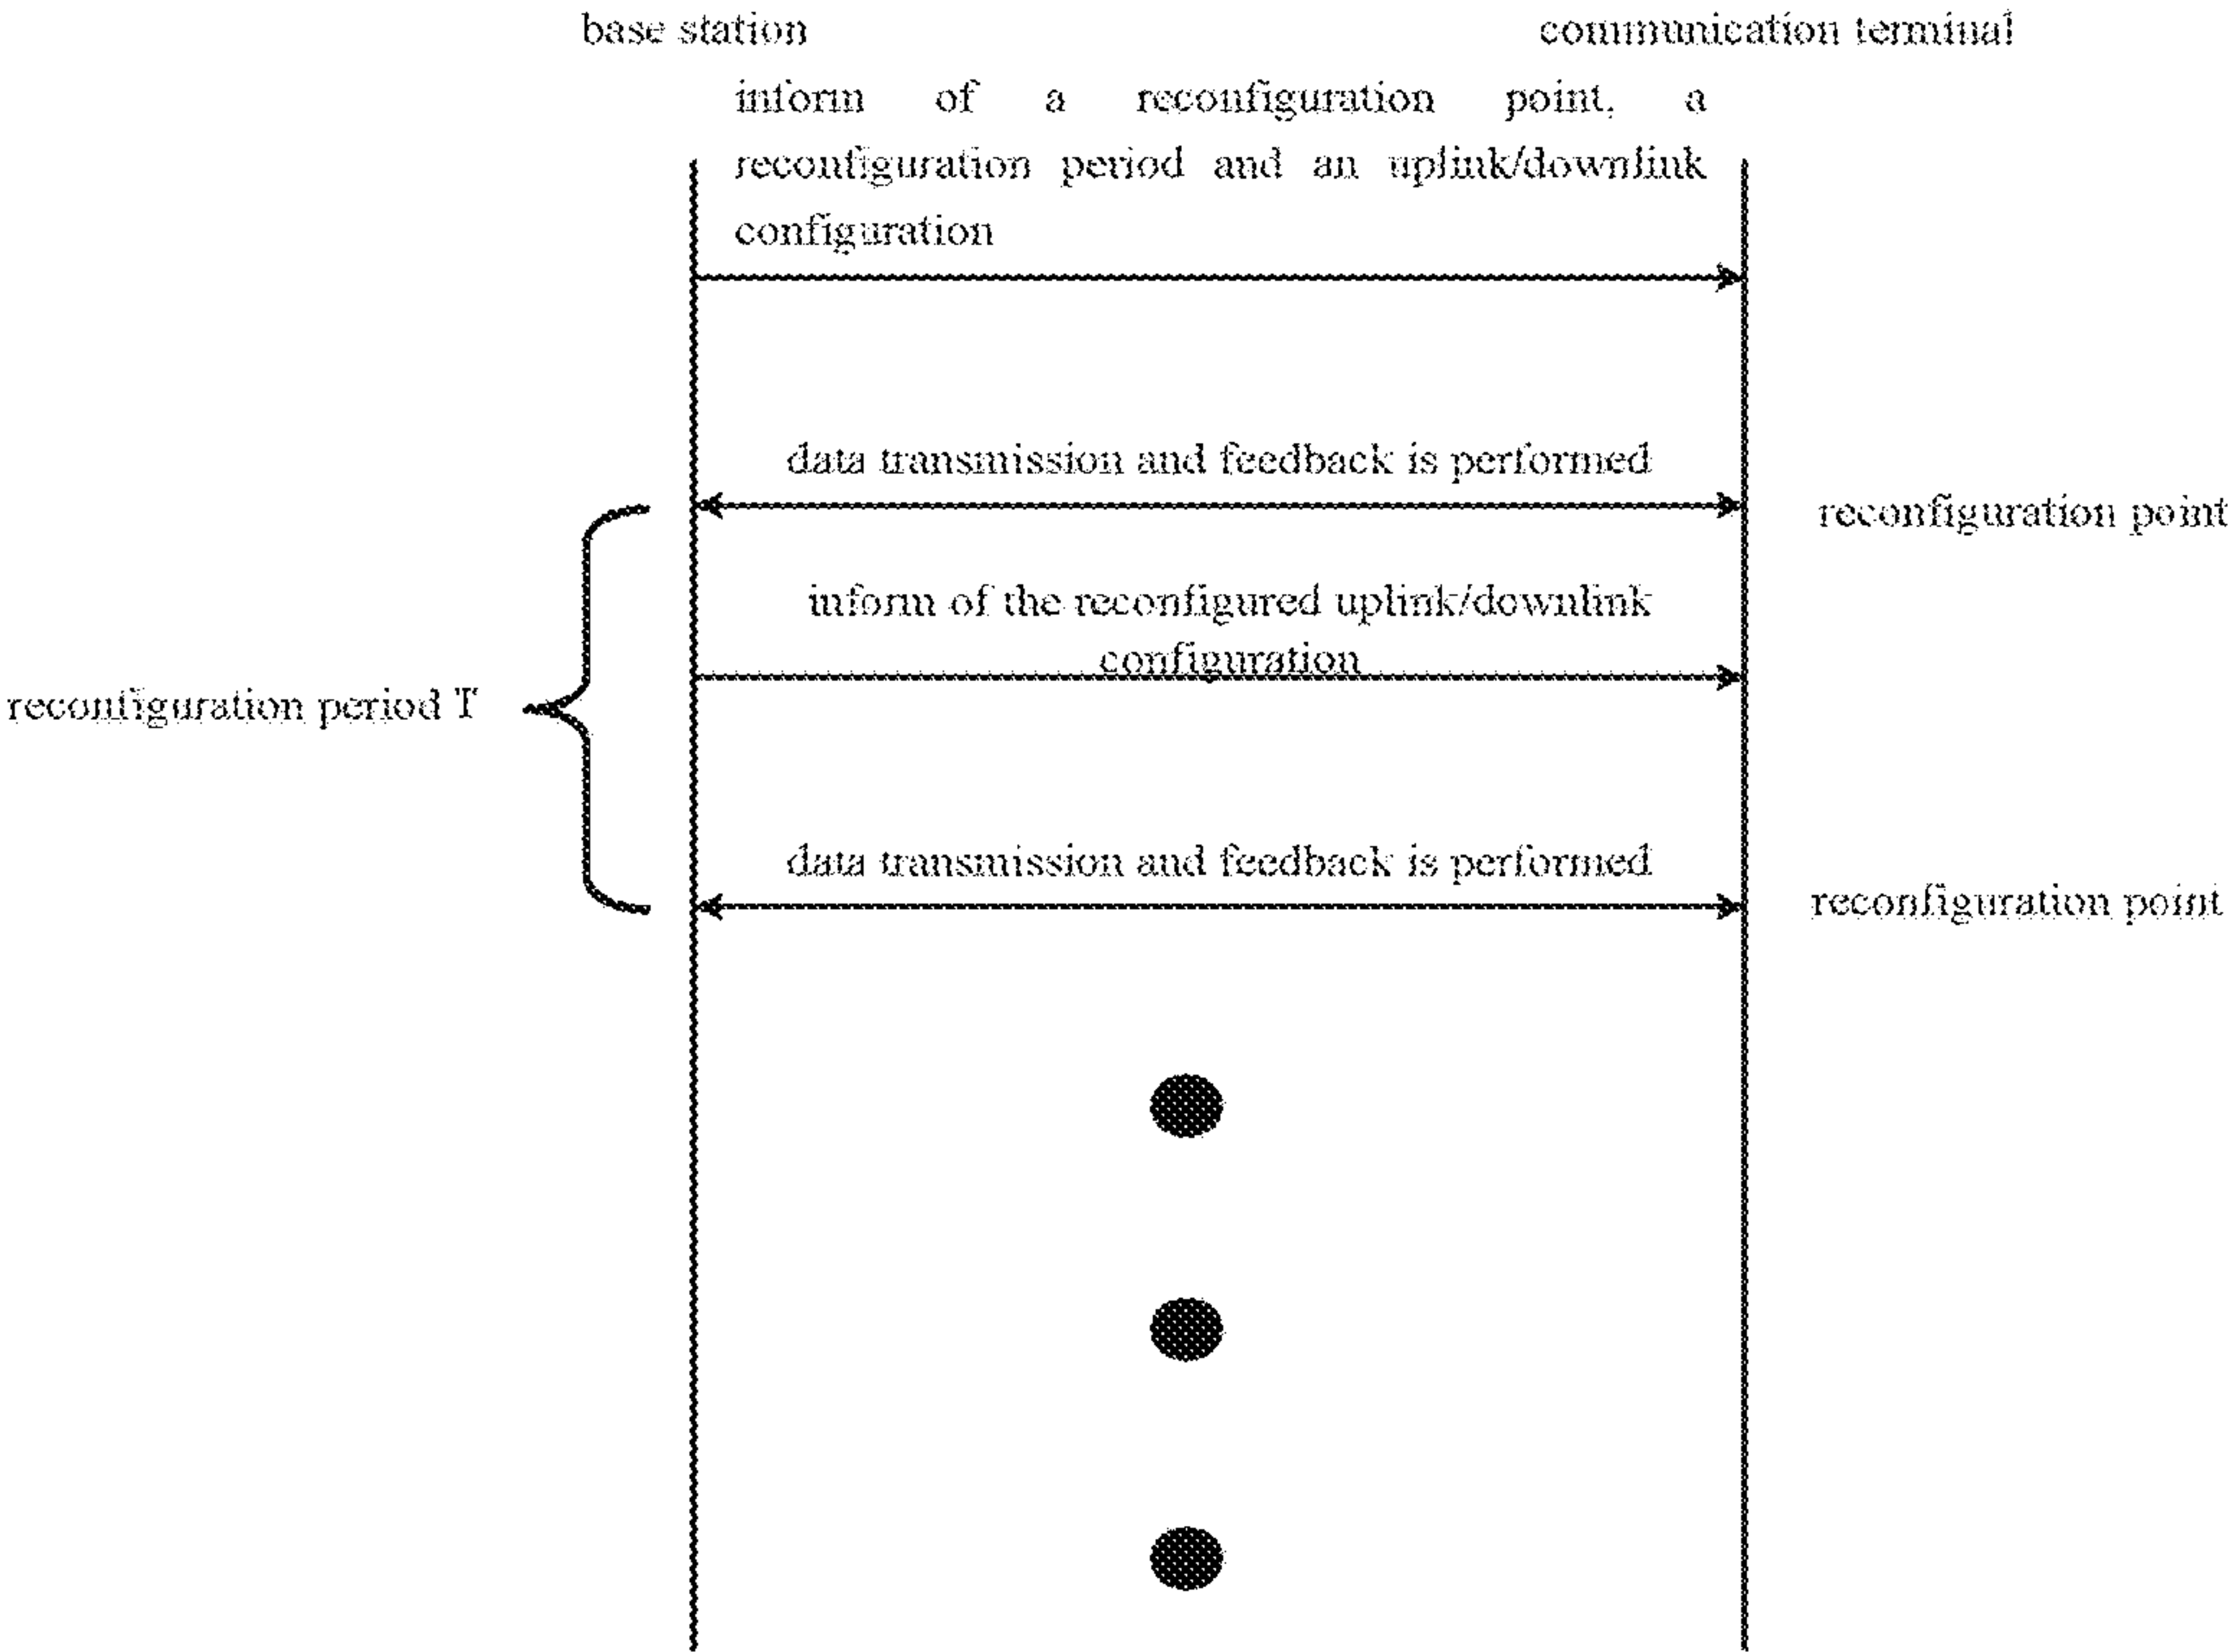 base station
communication terminal
inform of a reconfiguration point, a
reconfiguration period and an uplink/downlink
configuration
data transmission and feedback is performed
reconfiguration point
inform of the reconfigured uplink/downlink
configuration
reconfiguration period T
data transmission and feedback is performed
reconfiguration point